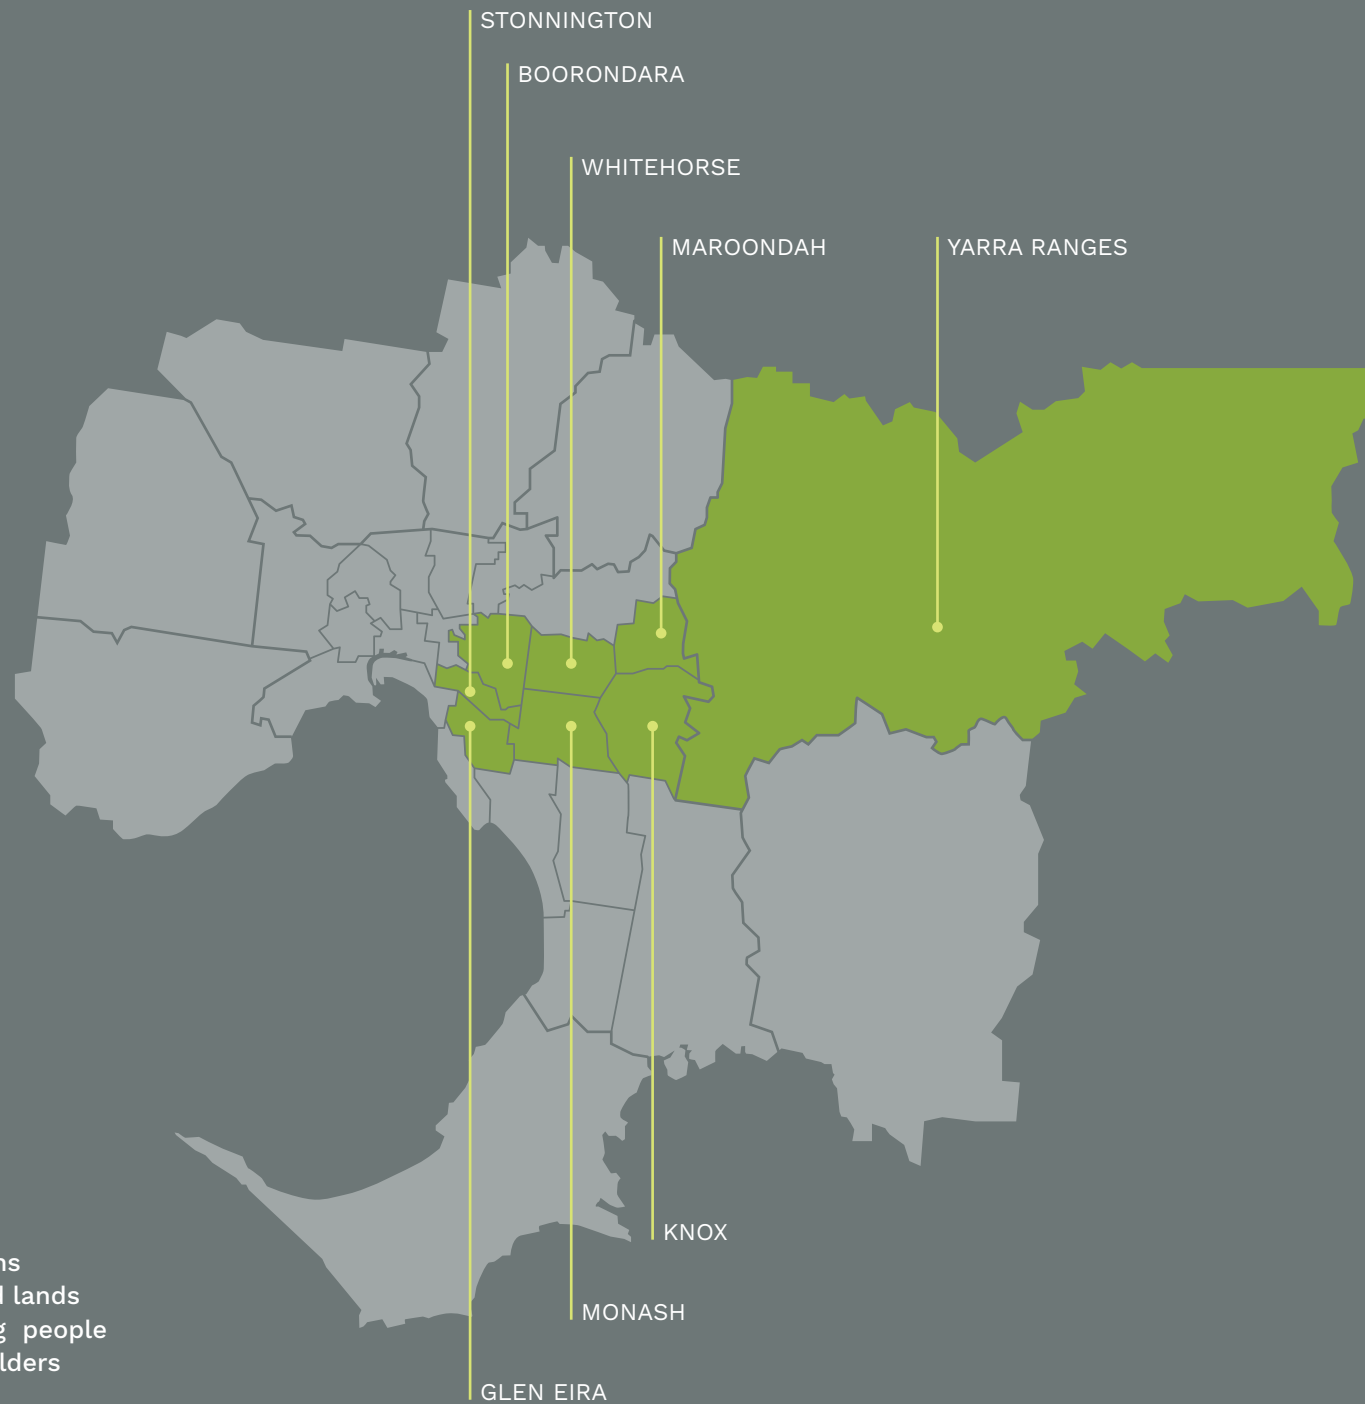 STONNINGTON
BOORONDARA
WHITEHORSE
MAROONDAH
YARRA RANGES
lands
people
KNOX
MONASH
GLEN EIRA